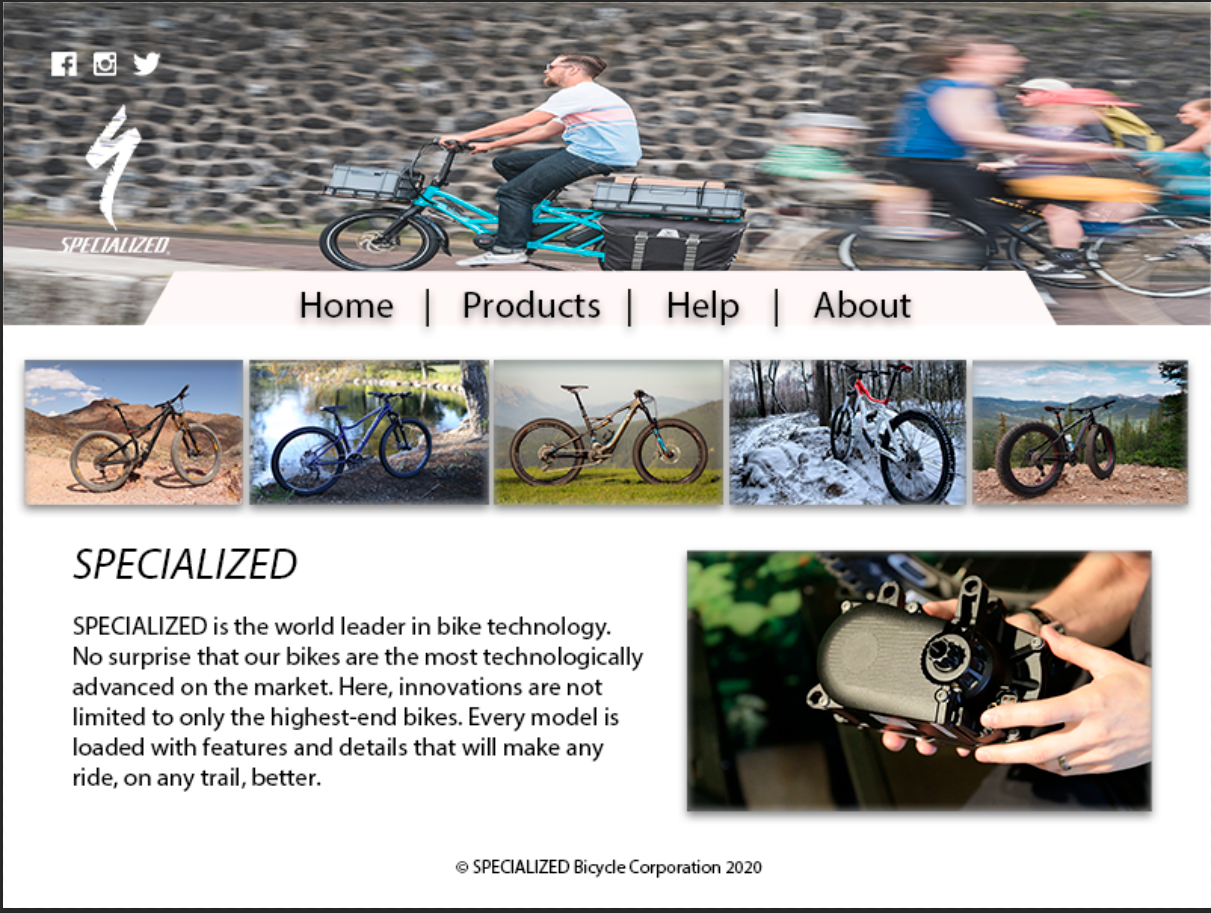 SPECIALIZED
Home | Products | Help | About
SPECIALIZED
SPECIALIZED is the world leader in bike technology.
No surprise that our bikes are the most technologically
advanced on the market. Here, innovations are not
limited to only the highest-end bikes. Every model is
loaded with features and details that will make any
ride, on any trail, better.
© SPECIALIZED Bicycle Corporation 2020